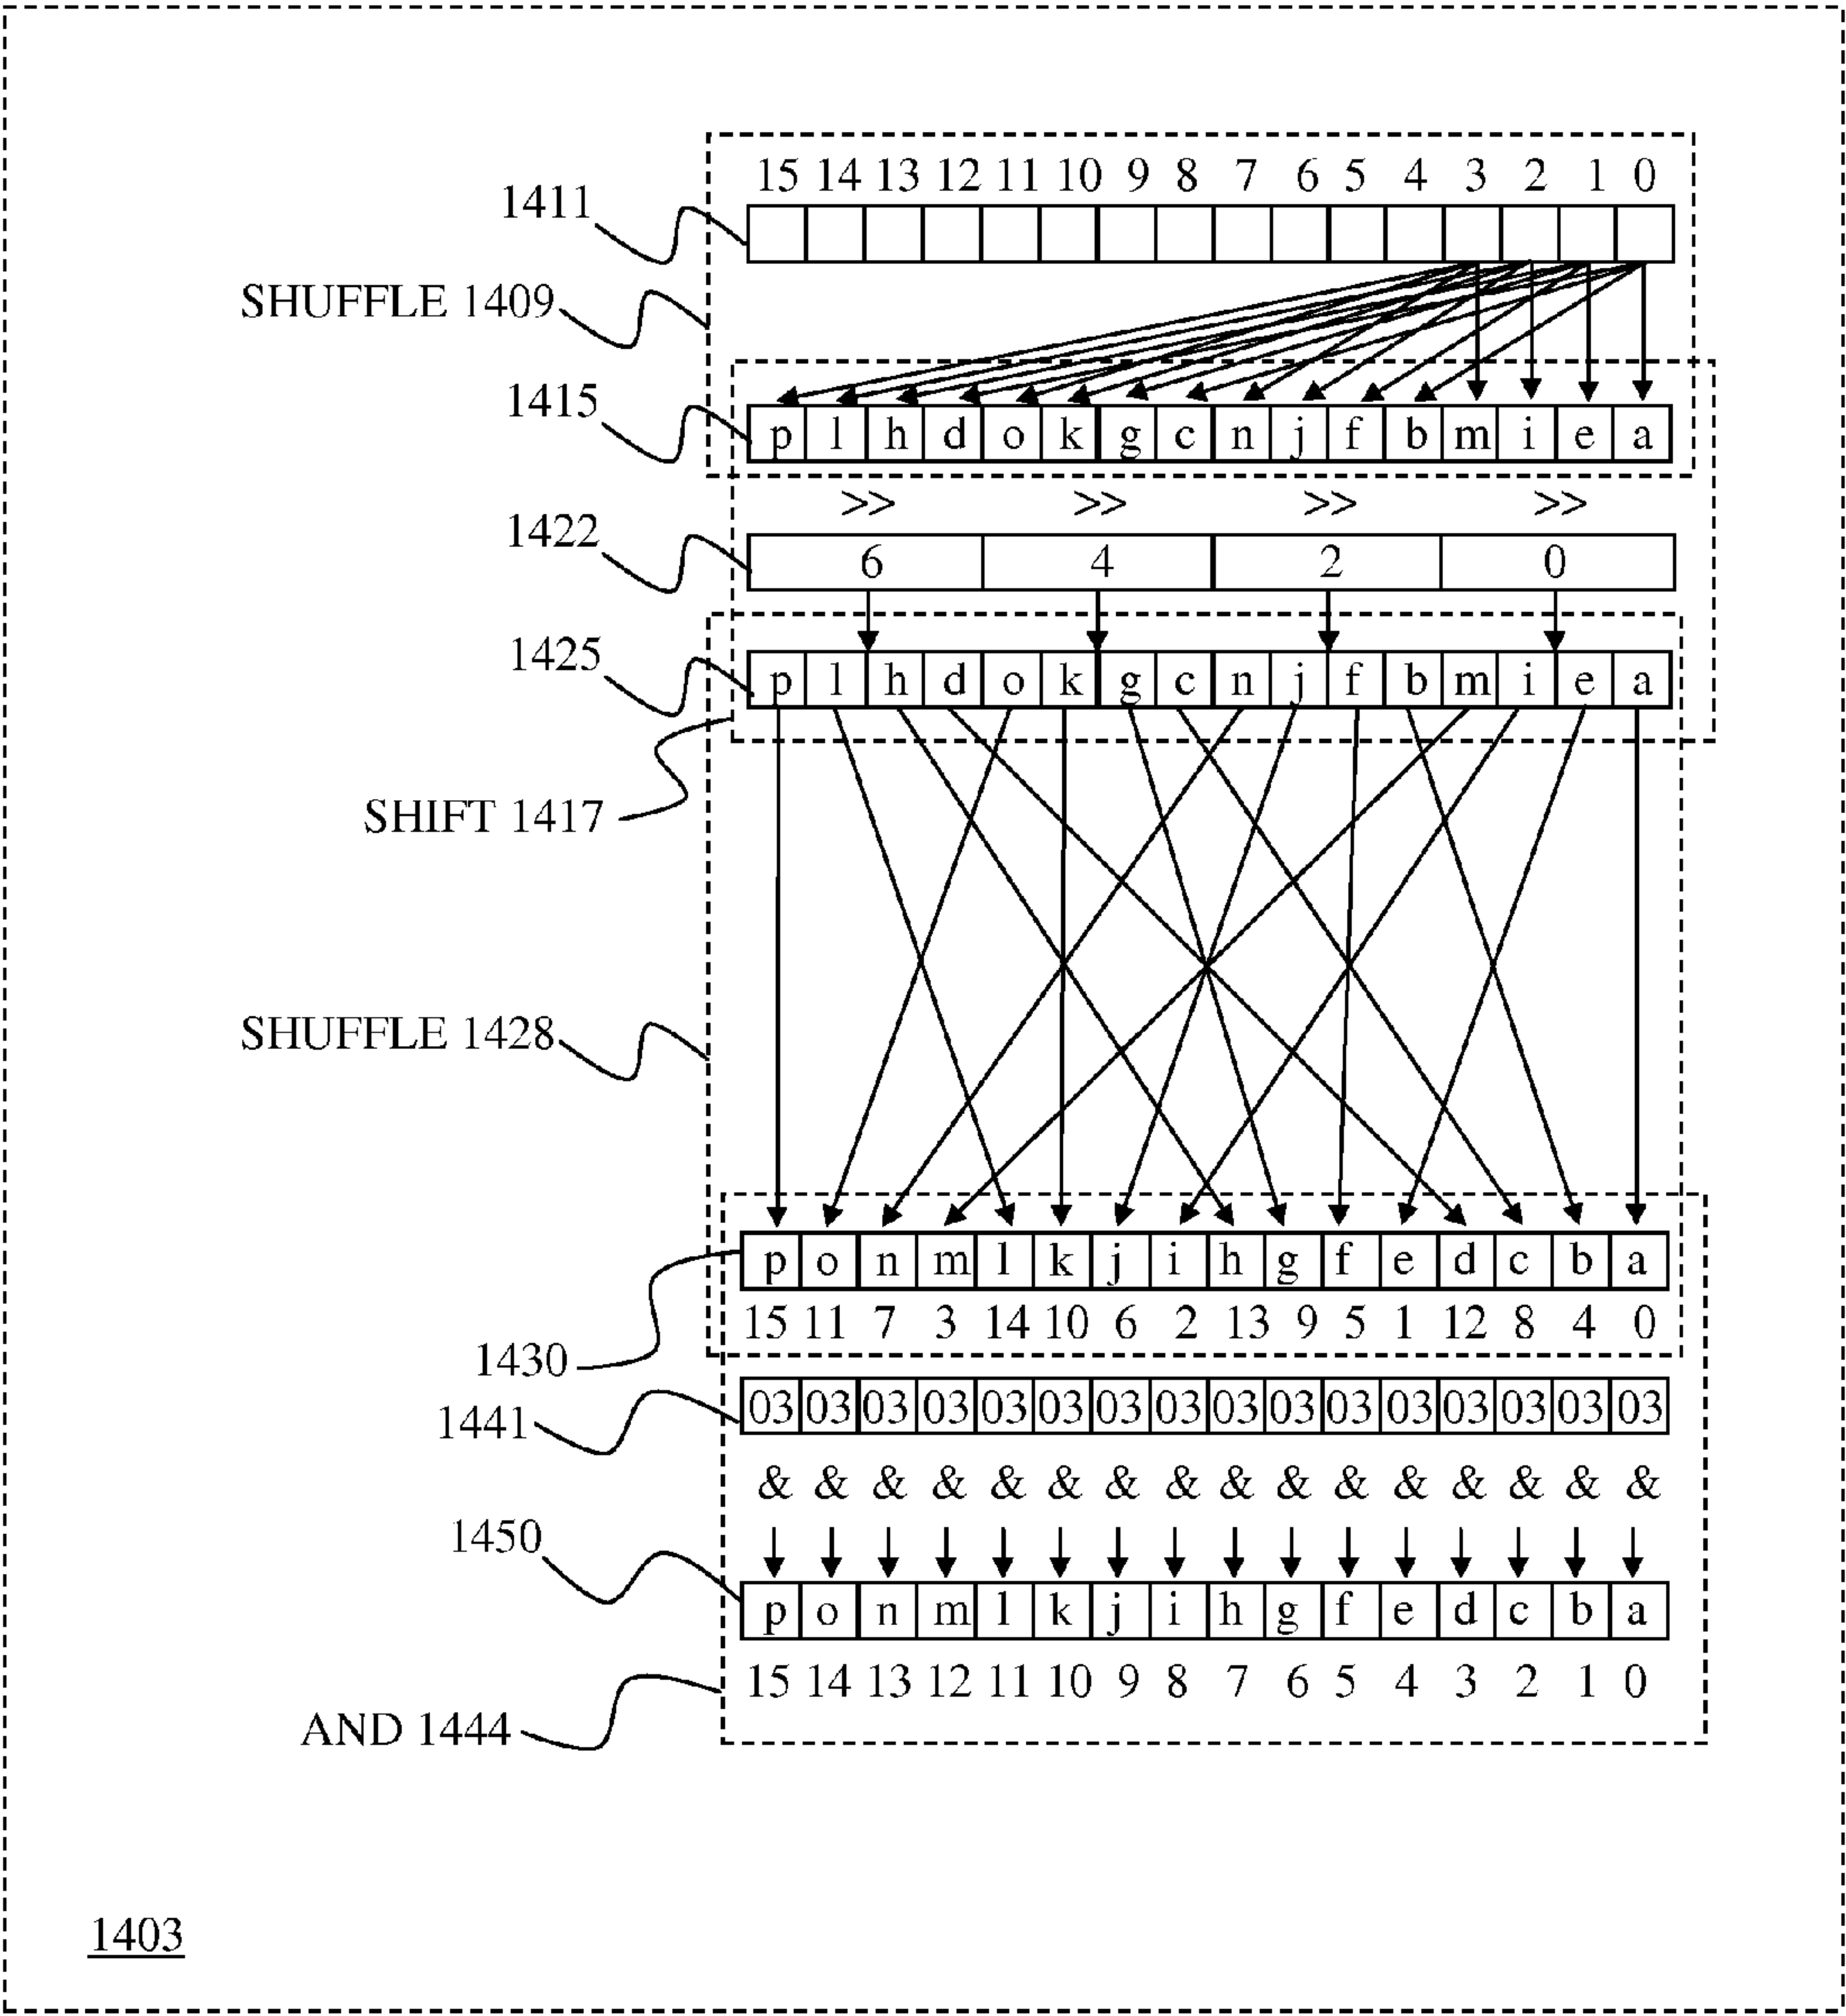 15 14 13 12 11 10 9 8 7 6 5 4 3 2 1 0
1411
SHUFFLE 1409
1415
p l h d o k g c n j f b m i e a
>> >> >> >>
1422
6 4 2 0
1425
p l h d o k g c n j f b m i e a
SHIFT 1417
SHUFFLE 1428
p o n m l k j i h g f e d c b a
15 11 7 3 14 10 6 2 13 9 5 1 12 8 4 0
1430
03 03 03 03 03 03 03 03 03 03 03 03 03 03 03 03
1441
& & & & & & & & & & & & & & & &
1450
p o n m l k j i h g f e d c b a
15 14 13 12 11 10 9 8 7 6 5 4 3 2 1 0
AND 1444
1403